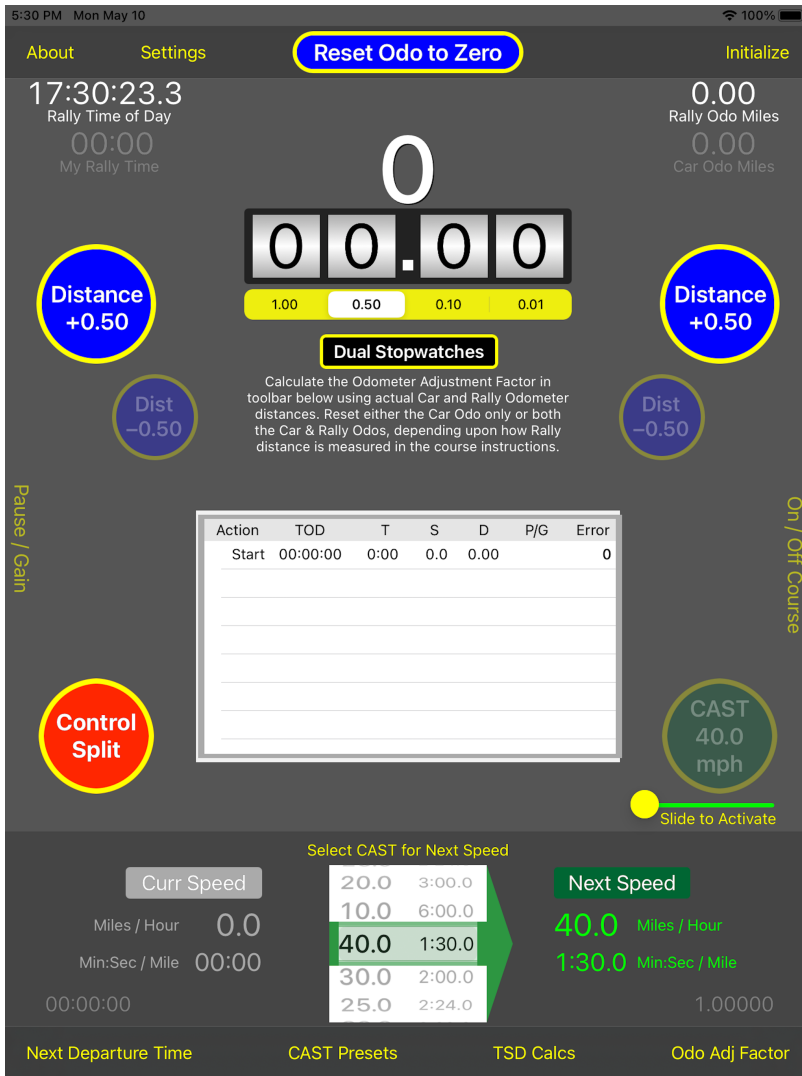 5:30 PM Mon May 10 100%
About Settings Reset Odo to Zero Initialize
17:30:23.3 0.00
Rally Time of Day Rally Odo Miles
00:00 0.00
My Rally Time Car Odo Miles
0
00.00
1.00 0.50 0.10 0.01
Distance
+0.50
Distance
+0.50
Dual Stopwatches
Dist
−0.50
Dist
−0.50
Calculate the Odometer Adjustment Factor in
toolbar below using actual Car and Rally Odometer
distances. Reset either the Car Odo only or both
the Car & Rally Odos, depending upon how Rally
distance is measured in the course instructions.
Pause / Gain
On / Off Course
Action TOD T S D P/G Error
Start 00:00:00 0:00 0.0 0.00 0
Control
Split
CAST
40.0
mph
Slide to Activate
Select CAST for Next Speed
Curr Speed
Miles / Hour 0.0
Min:Sec / Mile 00:00
00:00:00
20.0 3:00.0
10.0 6:00.0
40.0 1:30.0
30.0 2:00.0
25.0 2:24.0
Next Speed
40.0 Miles / Hour
1:30.0 Min:Sec / Mile
1.00000
Next Departure Time CAST Presets TSD Calcs Odo Adj Factor